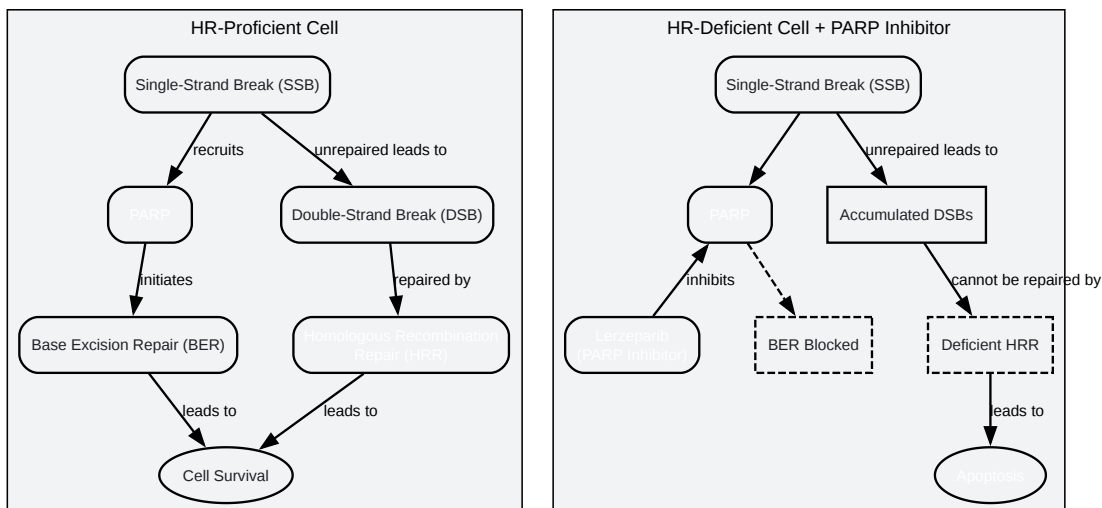 HR-Proficient Cell
Single-Strand Break (SSB)
recruits
unrepaired leads to
PARP
Double-Strand Break (DSB)
initiates
repaired by
Base Excision Repair (BER)
Homologous Recombination
Repair (HRR)
leads to
leads to
Cell Survival
HR-Deficient Cell + PARP Inhibitor
Single-Strand Break (SSB)
unrepaired leads to
PARP
Accumulated DSBs
inhibits
cannot be repaired by
Lerzeparib
(PARP Inhibitor)
BER Blocked
Deficient HRR
leads to
Apoptosis